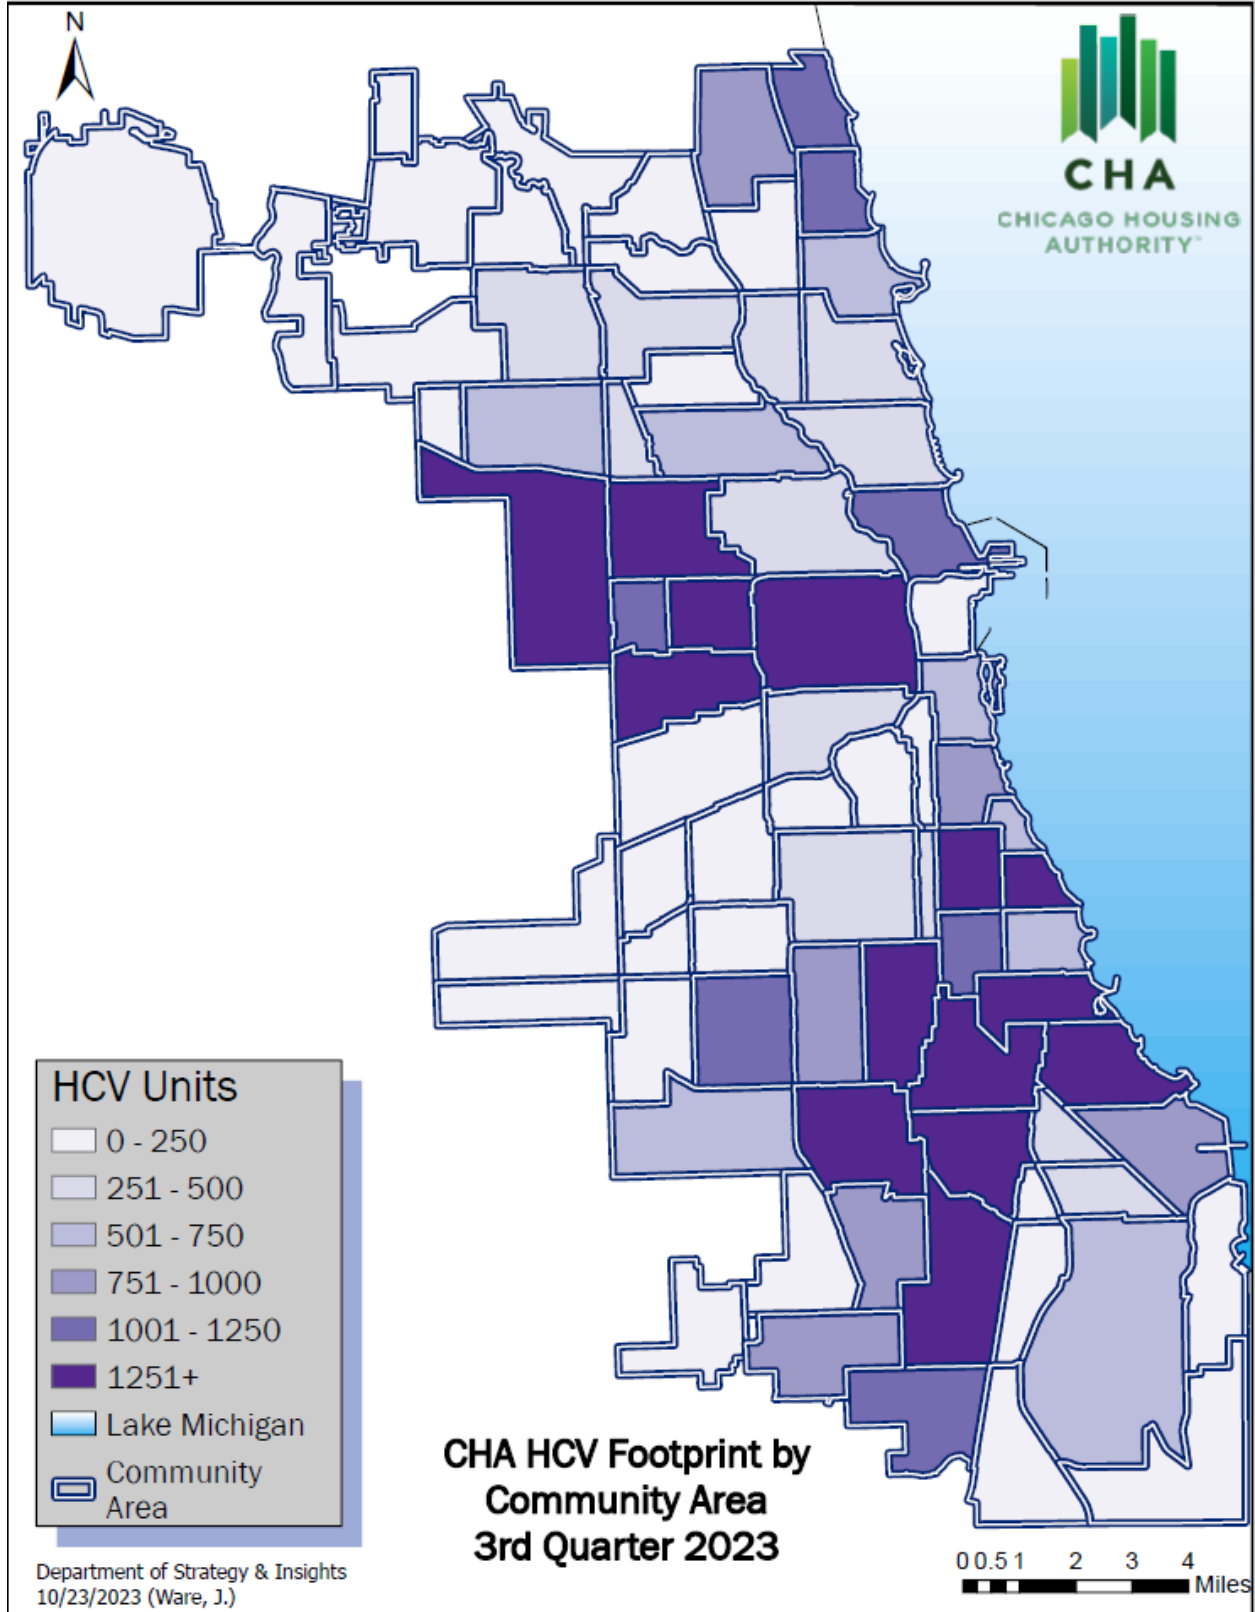 N
CHA
CHICAGO HOUSING
AUTHORITY
HCV Units
0 - 250
251 - 500
501 - 750
751 - 1000
1001 - 1250
1251+
Lake Michigan
Community
Area
CHA HCV Footprint by
Community Area
3rd Quarter 2023
Department of Strategy & Insights
10/23/2023 (Ware, J.)
0 0.5 1 2 3 4
Miles